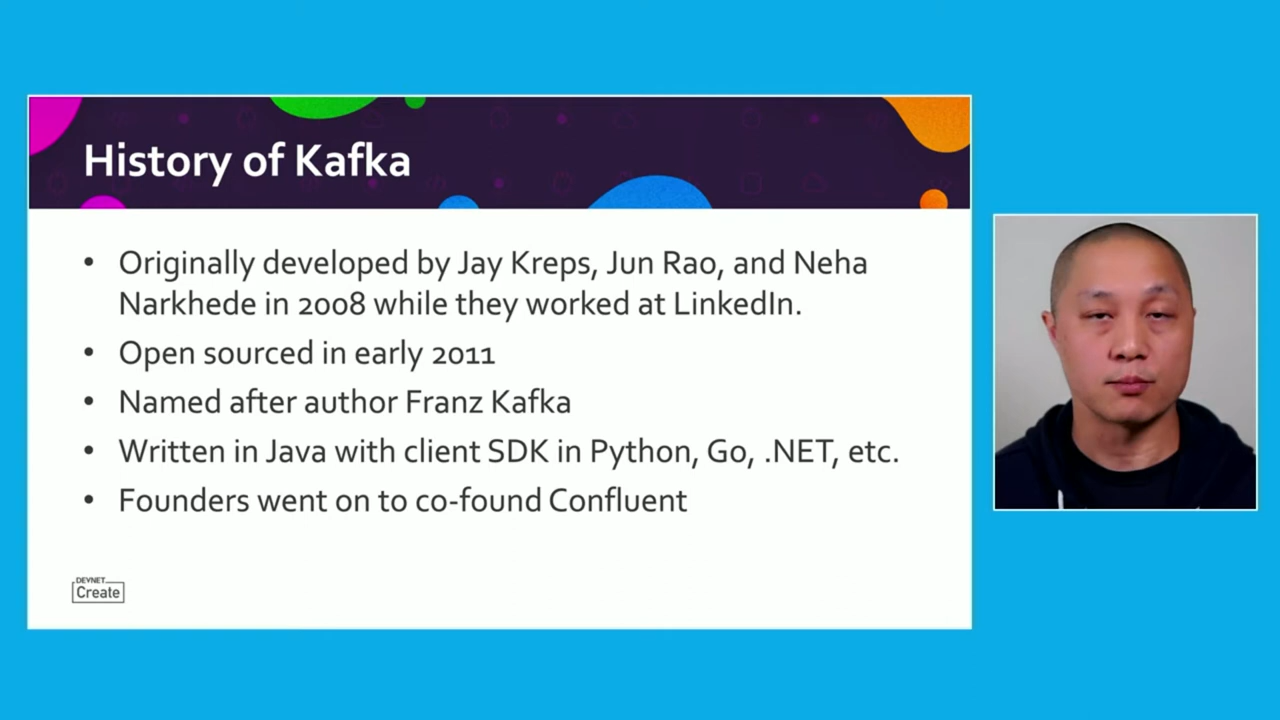 History of Kafka
• Originally developed by Jay Kreps, Jun Rao, and Neha
Narkhede in 2008 while they worked at LinkedIn.
• Open sourced in early 2011
• Named after author Franz Kafka
• Written in Java with client SDK in Python, Go, .NET, etc.
• Founders went on to co-found Confluent
DEVNET
Create